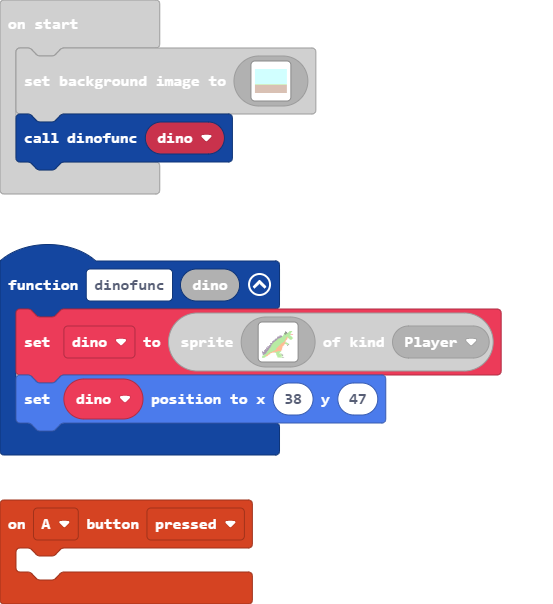 on start
set background image to
call dinofunc dino
function dinofunc dino
set dino to sprite of kind Player
set dino position to x 38 y 47
on A button pressed